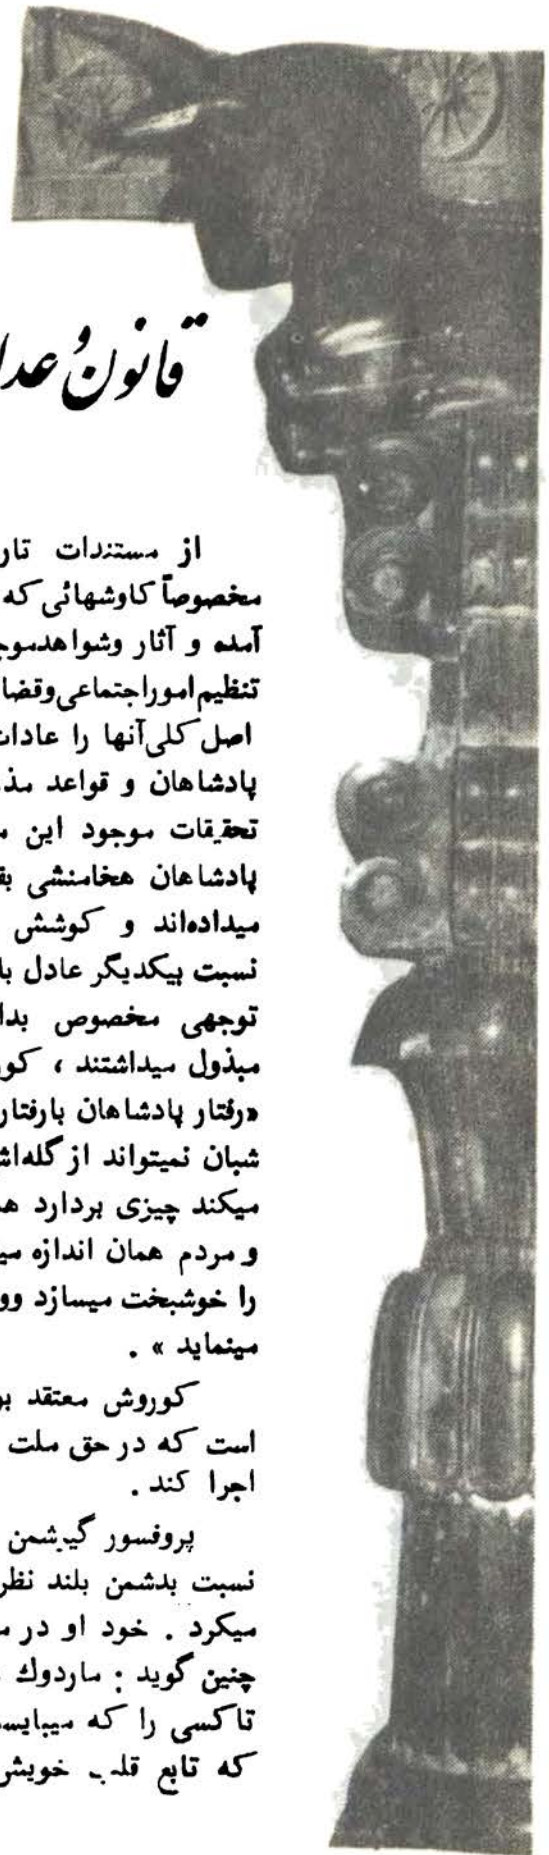 قانون و عدا
از مستندات تار
مخصوصاً کاوشهائی که
آمده و آثار وشواهدموج
تنظیم اموراجتماعی‌وقضا
اصل کلی‌آنها را عادات
پادشاهان و قواعد مذ
تحقیقات موجود این م
پادشاهان هخامنشی بق
میداده‌اند و کوشش
نسبت بیکدیگر عادل با
توجهی مخصوص بدا
مبذول میداشتند ، کور
«رفتار پادشاهان بارفتار
شبان نمیتواند از گله‌اش
میکند چیزی بردارد هم
و مردم همان اندازه می
را خوشبخت میسازد وو
مینماید » .
کوروش معتقد بو
است که در حق ملت
اجرا کند .
پروفسور گیرشمن
نسبت بدشمن بلند نظر
میکرد . خود او در م
چنین گوید : ماردوك
تاکسی را که میبایس
که تابع قلب خویش